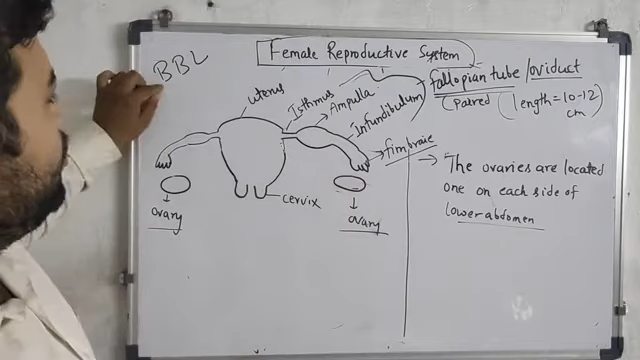 BBL
Female Reproductive System
uterus
Isthmus
Ampulla
Infundibulum
fallopian tube / oviduct
(Paired (length = 10-12
cm)
fimbraie
→ The ovaries are located
one on each side of
lower abdomen
cervix
ovary
ovary